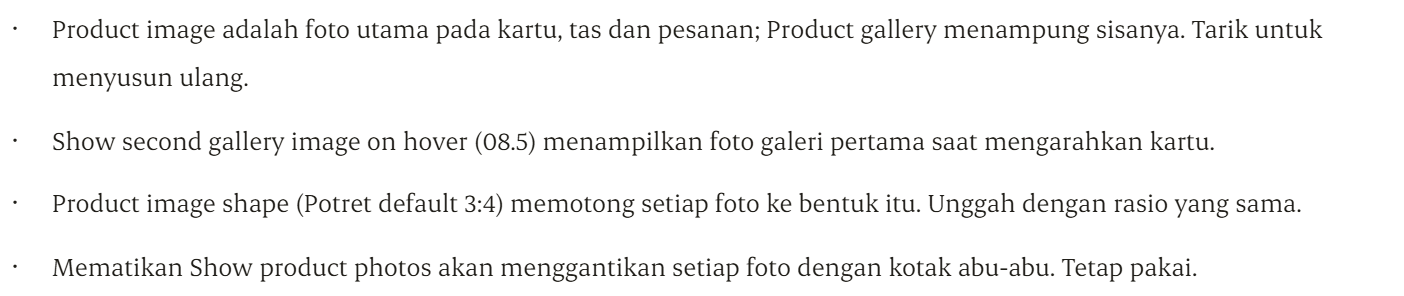 · Product image adalah foto utama pada kartu, tas dan pesanan; Product gallery menampung sisanya. Tarik untuk
menyusun ulang.
· Show second gallery image on hover (08.5) menampilkan foto galeri pertama saat mengarahkan kartu.
· Product image shape (Potret default 3:4) memotong setiap foto ke bentuk itu. Unggah dengan rasio yang sama.
· Mematikan Show product photos akan menggantikan setiap foto dengan kotak abu-abu. Tetap pakai.